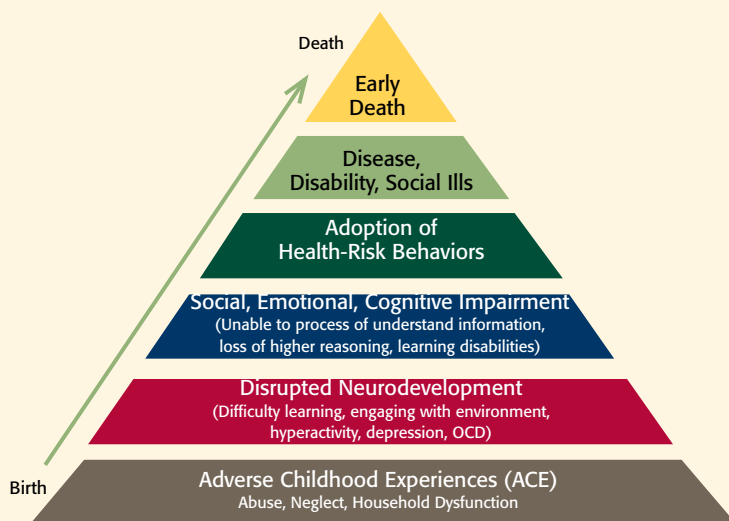 Death
Early
Death
Disease,
Disability, Social Ills
Adoption of
Health-Risk Behaviors
Social, Emotional, Cognitive Impairment
(Unable to process of understand information,
loss of higher reasoning, learning disabilities)
Disrupted Neurodevelopment
(Difficulty learning, engaging with environment,
hyperactivity, depression, OCD)
Adverse Childhood Experiences (ACE)
Abuse, Neglect, Household Dysfunction
Birth